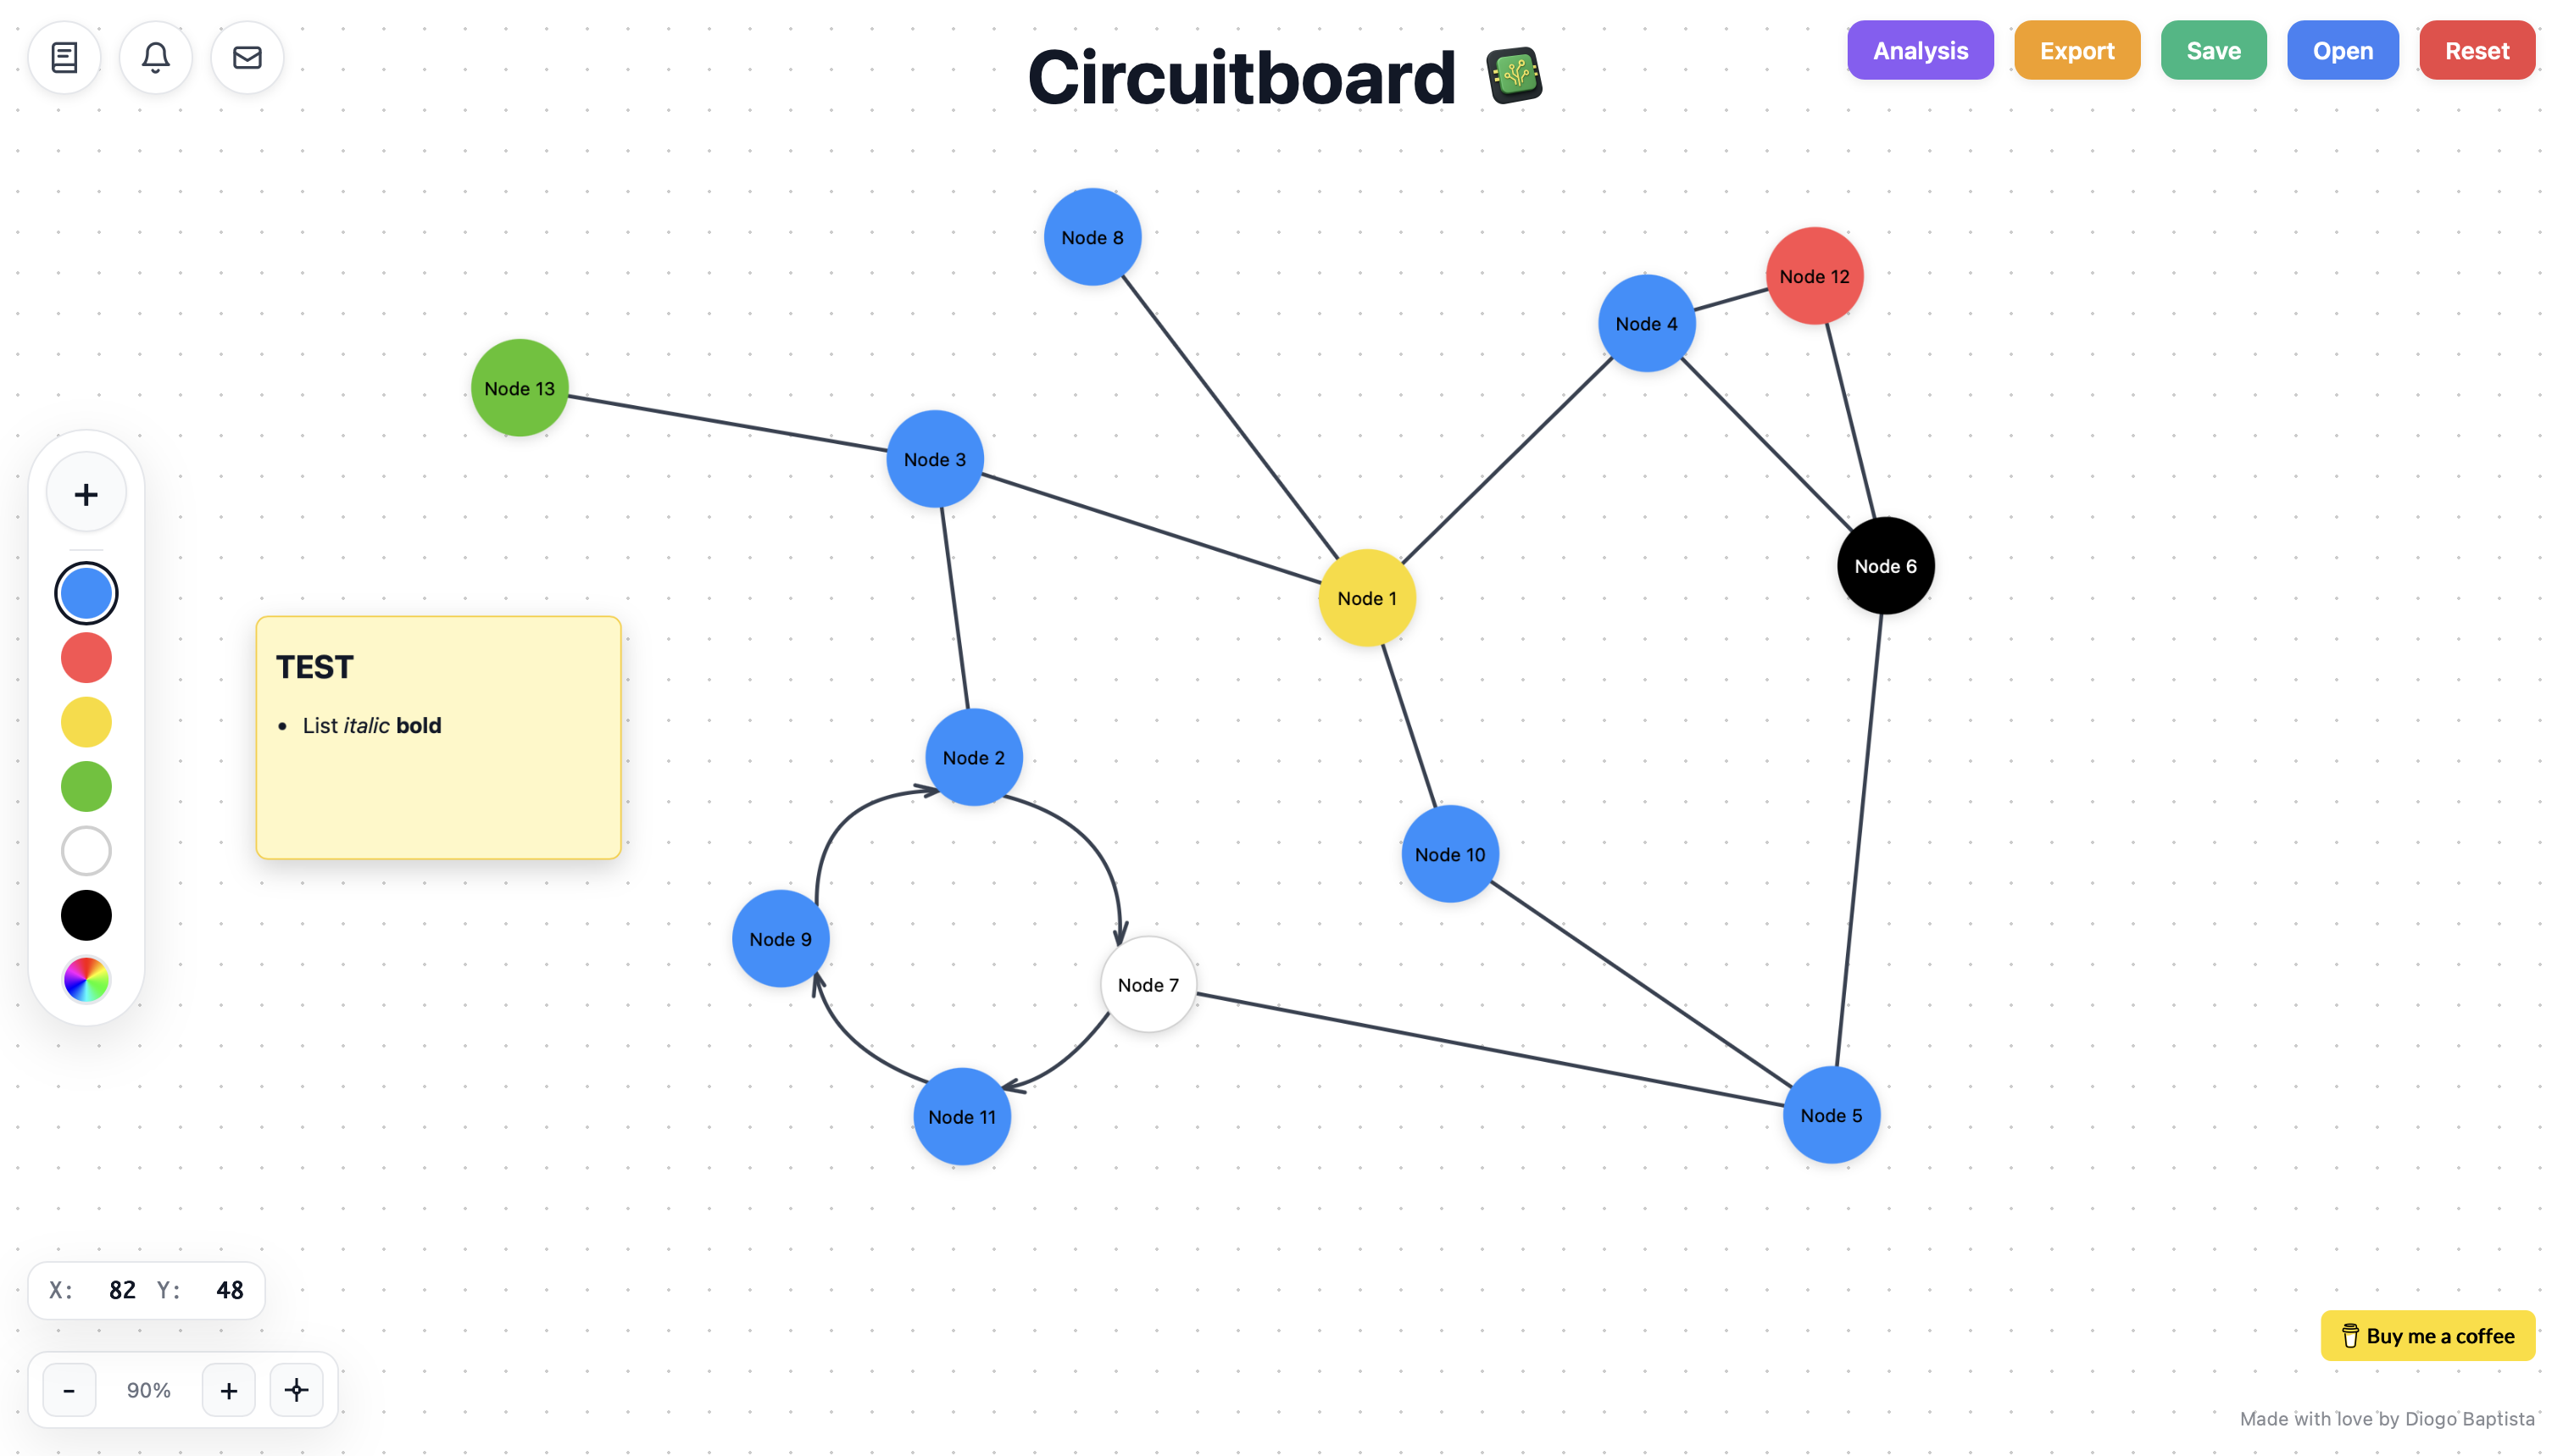 Circuitboard
Analysis
Export
Save
Open
Reset
Node 8
Node 12
Node 4
Node 13
Node 3
Node 6
Node 1
TEST
• List italic bold
Node 2
Node 10
Node 9
Node 7
Node 11
Node 5
+
X: 82 Y: 48
- 90% +
Buy me a coffee
Made with love by Diogo Baptista